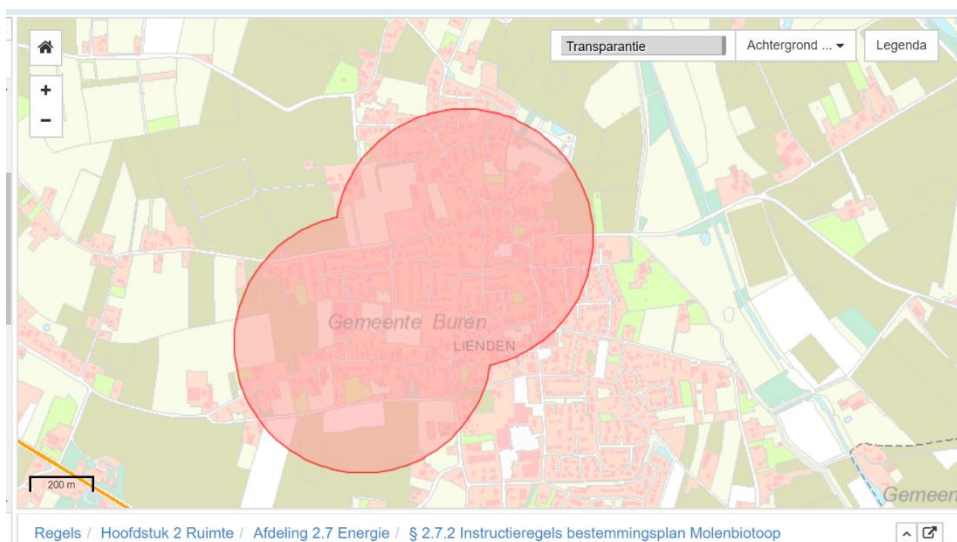 Transparantie
Achtergrond ...
Legenda
+
−
Gemeente Buren
LIENDEN
200 m
Gemeen
Regels / Hoofdstuk 2 Ruimte / Afdeling 2.7 Energie / § 2.7.2 Instructieregels bestemmingsplan Molenbiotoop